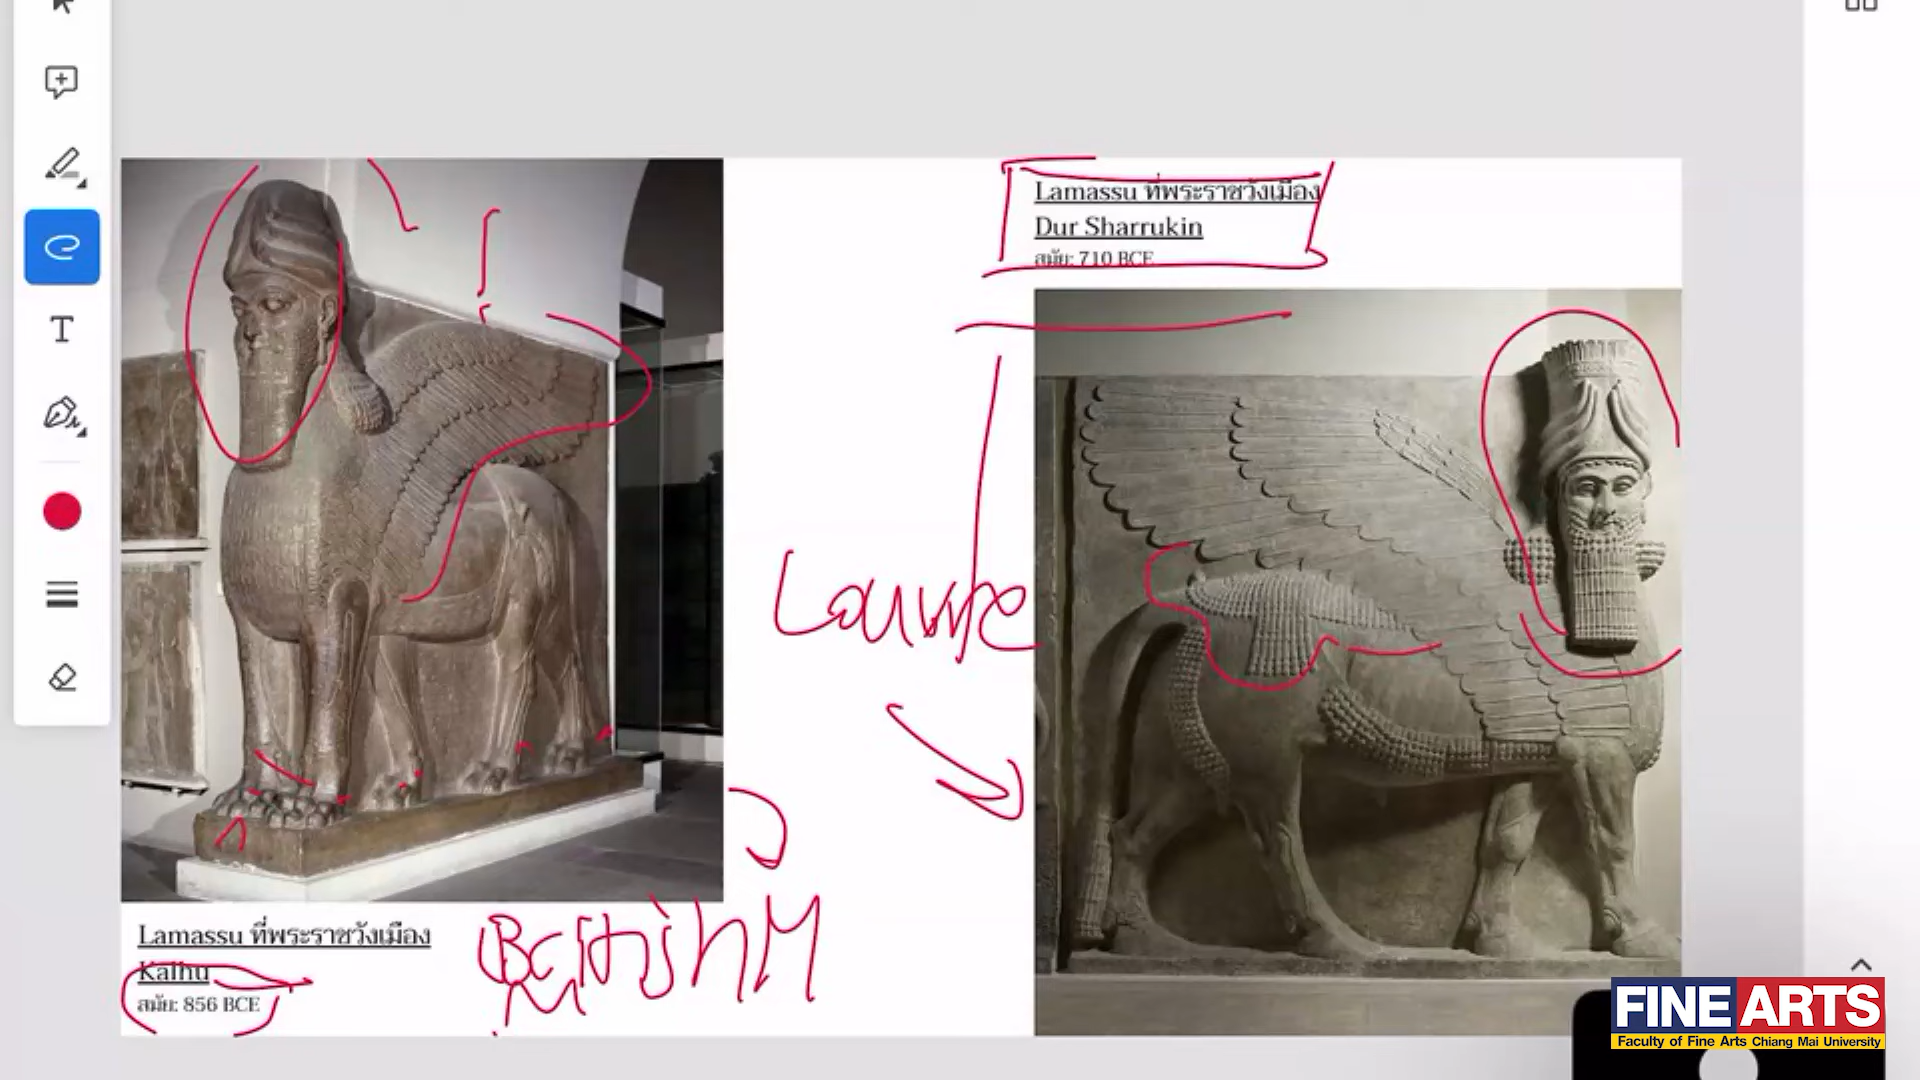 Lamassu ที่พระราชวังเมือง
Dur Sharrukin
สมัย: 710 BCE
Louvre
Lamassu ที่พระราชวังเมือง
Kalhu
สมัย: 856 BCE
T
FINE ARTS
Faculty of Fine Arts Chiang Mai University